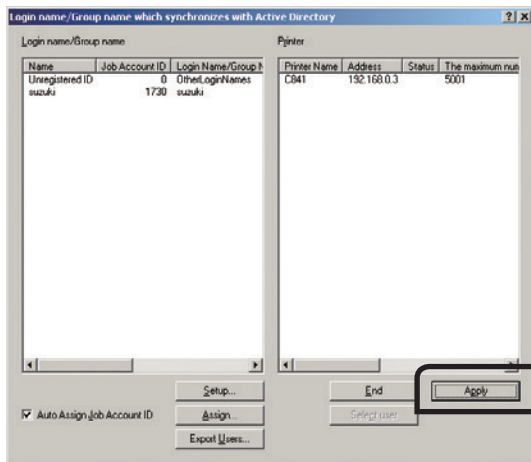 Login name/Group name which synchronizes with Active Directory
Login name/Group name
Printer
Name Job Account ID Login Name/Group N
Unregistered ID 0 OtherLoginNames
suzuki 1730 suzuki
Printer Name Address Status The maximum num
C841 192.168.0.3 5001
Setup...
End
Apply
Auto Assign Job Account ID
Assign...
Select user
Export Users...